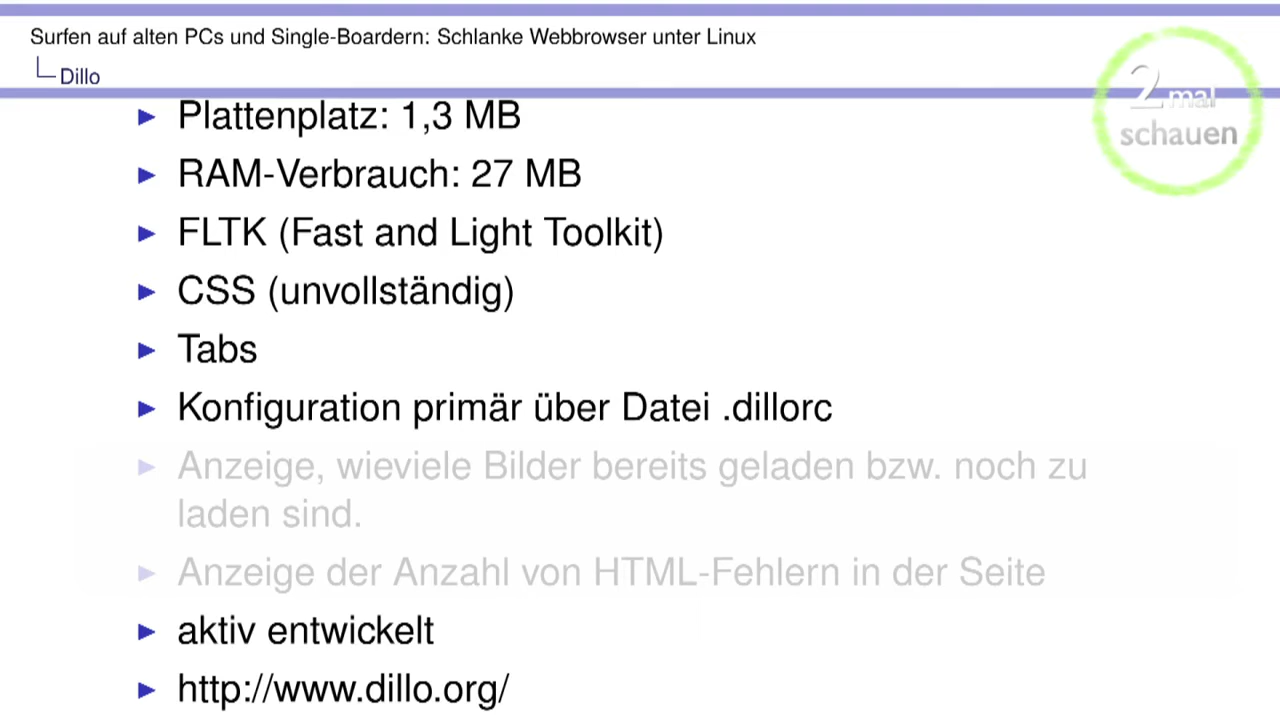 Surfen auf alten PCs und Single-Boardern: Schlanke Webbrowser unter Linux
Dillo
2 mal
schauen
Plattenplatz: 1,3 MB
RAM-Verbrauch: 27 MB
FLTK (Fast and Light Toolkit)
CSS (unvollständig)
Tabs
Konfiguration primär über Datei .dillorc
Anzeige, wieviele Bilder bereits geladen bzw. noch zu
laden sind.
Anzeige der Anzahl von HTML-Fehlern in der Seite
aktiv entwickelt
http://www.dillo.org/